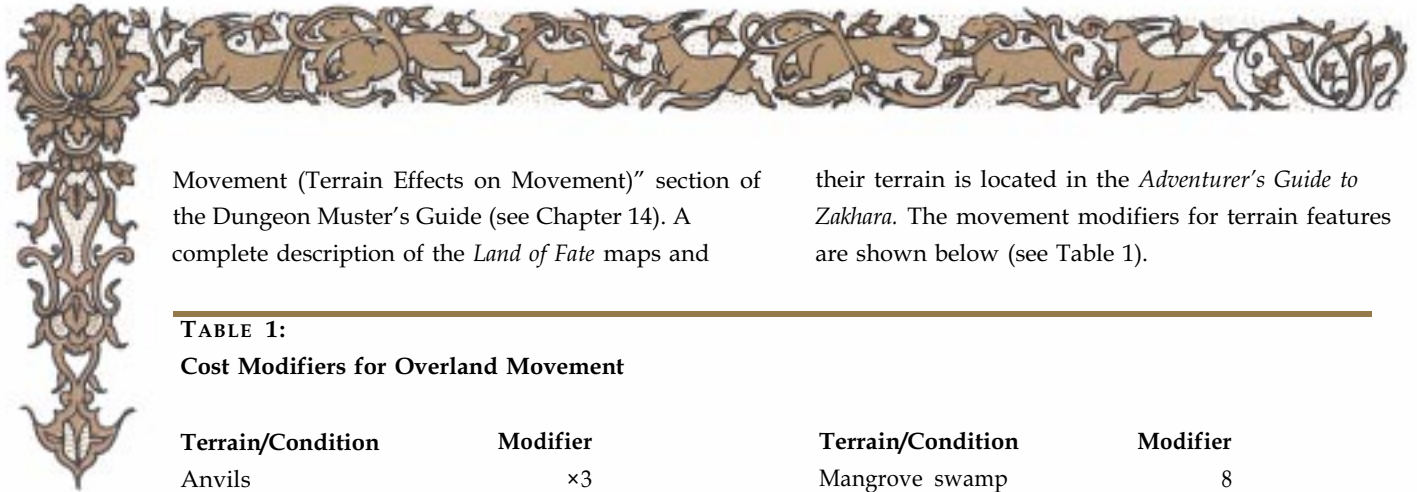 Movement (Terrain Effects on Movement)” section of
the Dungeon Muster’s Guide (see Chapter 14). A
complete description of the Land of Fate maps and
their terrain is located in the Adventurer’s Guide to
Zakhara. The movement modifiers for terrain features
are shown below (see Table 1).
TABLE 1:
Cost Modifiers for Overland Movement
Terrain/Condition Modifier
Anvils ×3
Terrain/Condition Modifier
Mangrove swamp 8